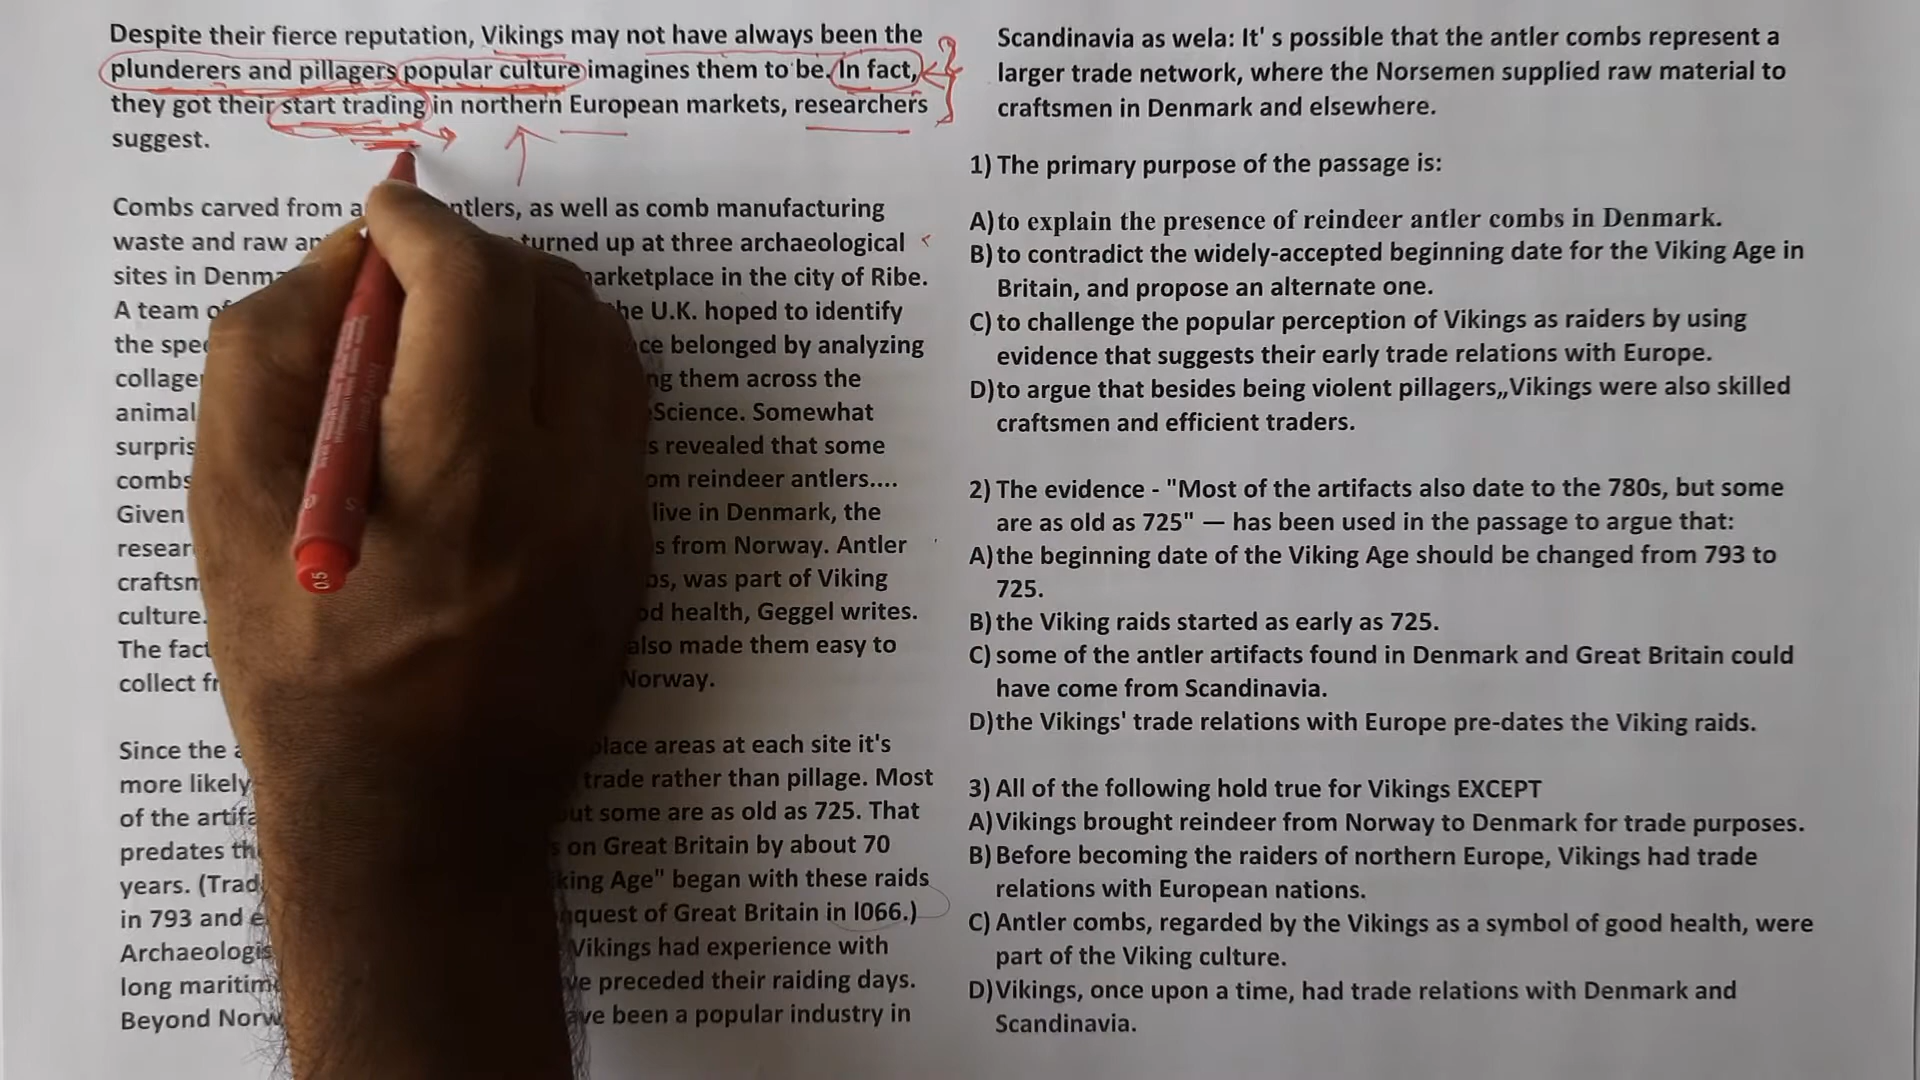 Despite their fierce reputation, Vikings may not have always been the
plunderers and pillagers popular culture imagines them to be. In fact,
they got their start trading in northern European markets, researchers
suggest.
Combs carved from ntlers, as well as comb manufacturing
waste and raw turned up at three archaeological
sites in Denm arketplace in the city of Ribe.
A team of he U.K. hoped to identify
the spe ce belonged by analyzing
collage ng them across the
animal Science. Somewhat
surpris s revealed that some
combs om reindeer antlers....
Given live in Denmark, the
resear s from Norway. Antler
craftsm bs, was part of Viking
culture. od health, Geggel writes.
The fact also made them easy to
collect fr Norway.
Since the place areas at each site it's
more likely trade rather than pillage. Most
of the artifa but some are as old as 725. That
predates th s on Great Britain by about 70
years. (Trad king Age" began with these raids
in 793 and e nquest of Great Britain in l066.)
Archaeologis Vikings had experience with
long maritim ve preceded their raiding days.
Beyond Norw ave been a popular industry in
Scandinavia as wela: It' s possible that the antler combs represent a
larger trade network, where the Norsemen supplied raw material to
craftsmen in Denmark and elsewhere.
1) The primary purpose of the passage is:
A) to explain the presence of reindeer antler combs in Denmark.
B) to contradict the widely-accepted beginning date for the Viking Age in
Britain, and propose an alternate one.
C) to challenge the popular perception of Vikings as raiders by using
evidence that suggests their early trade relations with Europe.
D) to argue that besides being violent pillagers,,Vikings were also skilled
craftsmen and efficient traders.
2) The evidence - "Most of the artifacts also date to the 780s, but some
are as old as 725" — has been used in the passage to argue that:
A) the beginning date of the Viking Age should be changed from 793 to
725.
B) the Viking raids started as early as 725.
C) some of the antler artifacts found in Denmark and Great Britain could
have come from Scandinavia.
D) the Vikings' trade relations with Europe pre-dates the Viking raids.
3) All of the following hold true for Vikings EXCEPT
A) Vikings brought reindeer from Norway to Denmark for trade purposes.
B) Before becoming the raiders of northern Europe, Vikings had trade
relations with European nations.
C) Antler combs, regarded by the Vikings as a symbol of good health, were
part of the Viking culture.
D) Vikings, once upon a time, had trade relations with Denmark and
Scandinavia.
05